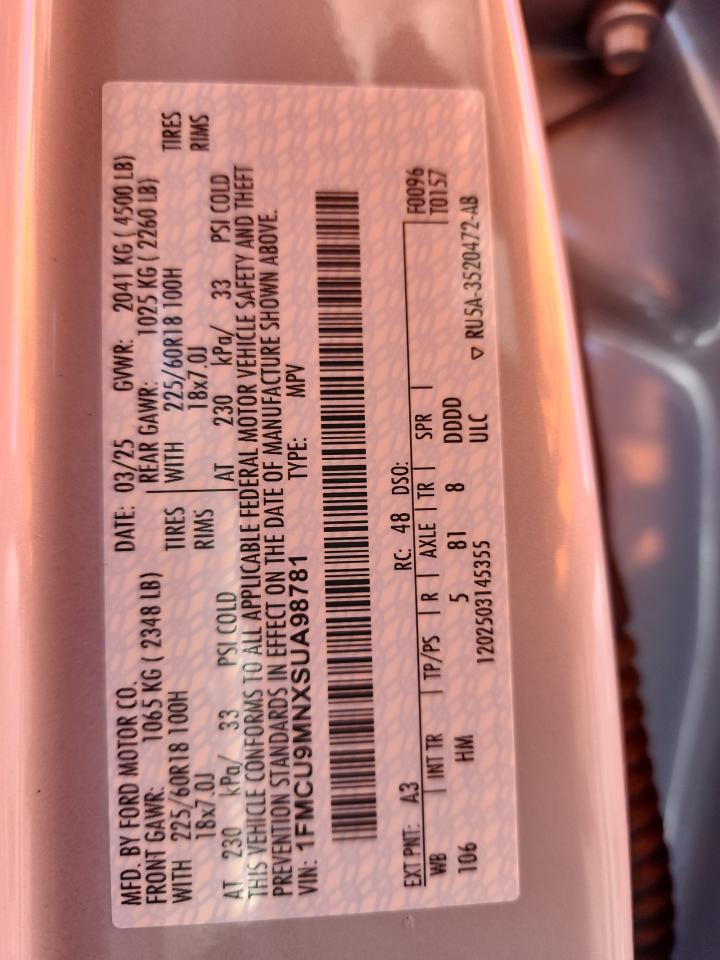 MFD. BY FORD MOTOR CO. DATE: 03/25 GVWR: 2041 KG ( 4500 LB)
FRONT GAWR: 1065 KG ( 2348 LB) REAR GAWR: 1025 KG ( 2260 LB)
WITH 225/60R18 100H TIRES WITH 225/60R18 100H TIRES
18x7.0J RIMS 18x7.0J RIMS
AT 230 kPa/ 33 PSI COLD AT 230 kPa/ 33 PSI COLD
THIS VEHICLE CONFORMS TO ALL APPLICABLE FEDERAL MOTOR VEHICLE SAFETY AND THEFT
PREVENTION STANDARDS IN EFFECT ON THE DATE OF MANUFACTURE SHOWN ABOVE.
VIN: 1FMCU9MNXSUA98781 TYPE: MPV
EXT PNT: A3 RC: 48 DSO: F0096
WB INT TR TP/PS R AXLE TR SPR T0157
106 HM 5 81 8 DDDD
1202503145355 ULC ▽ RU5A-3520472-AB